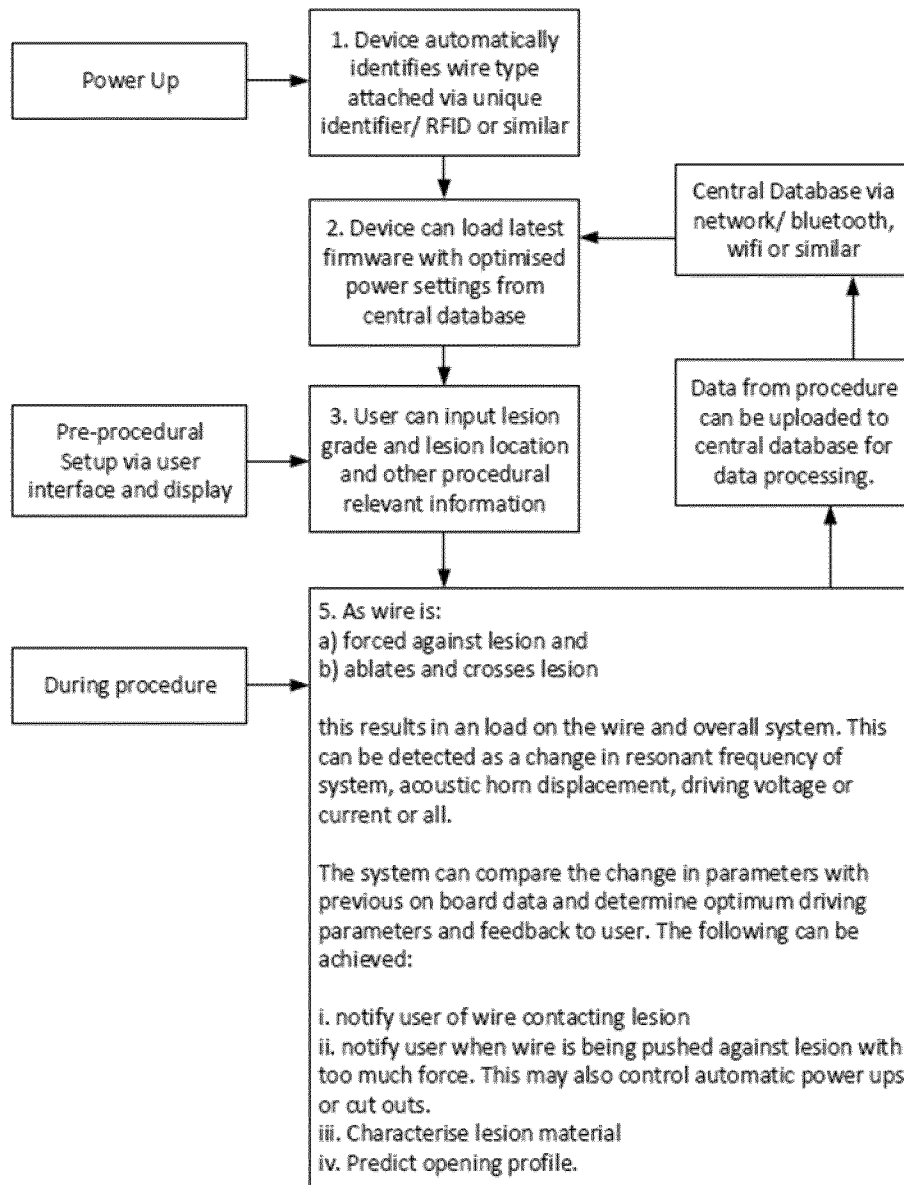 Power Up
1. Device automatically
identifies wire type
attached via unique
identifier/ RFID or similar
Central Database via
network/ bluetooth,
wifi or similar
2. Device can load latest
firmware with optimised
power settings from
central database
Pre-procedural
Setup via user
interface and display
3. User can input lesion
grade and lesion location
and other procedural
relevant information
Data from procedure
can be uploaded to
central database for
data processing.
During procedure
5. As wire is:
a) forced against lesion and
b) ablates and crosses lesion
this results in an load on the wire and overall system. This
can be detected as a change in resonant frequency of
system, acoustic horn displacement, driving voltage or
current or all.
The system can compare the change in parameters with
previous on board data and determine optimum driving
parameters and feedback to user. The following can be
achieved:
i. notify user of wire contacting lesion
ii. notify user when wire is being pushed against lesion with
too much force. This may also control automatic power ups
or cut outs.
iii. Characterise lesion material
iv. Predict opening profile.